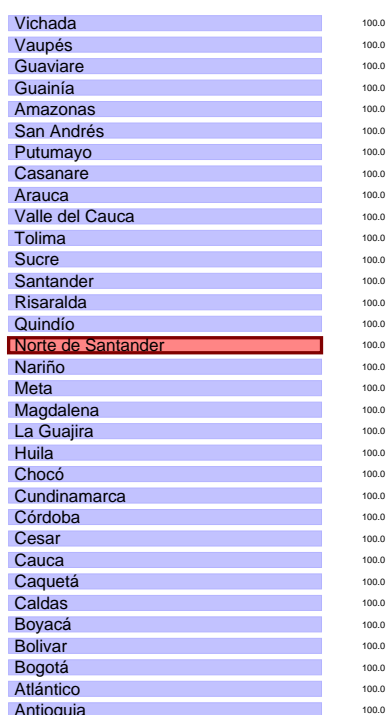 Vichada 100.0
Vaupés 100.0
Guaviare 100.0
Guainía 100.0
Amazonas 100.0
San Andrés 100.0
Putumayo 100.0
Casanare 100.0
Arauca 100.0
Valle del Cauca 100.0
Tolima 100.0
Sucre 100.0
Santander 100.0
Risaralda 100.0
Quindío 100.0
Norte de Santander 100.0
Nariño 100.0
Meta 100.0
Magdalena 100.0
La Guajira 100.0
Huila 100.0
Chocó 100.0
Cundinamarca 100.0
Córdoba 100.0
Cesar 100.0
Cauca 100.0
Caquetá 100.0
Caldas 100.0
Boyacá 100.0
Bolivar 100.0
Bogotá 100.0
Atlántico 100.0
Antioquia 100.0